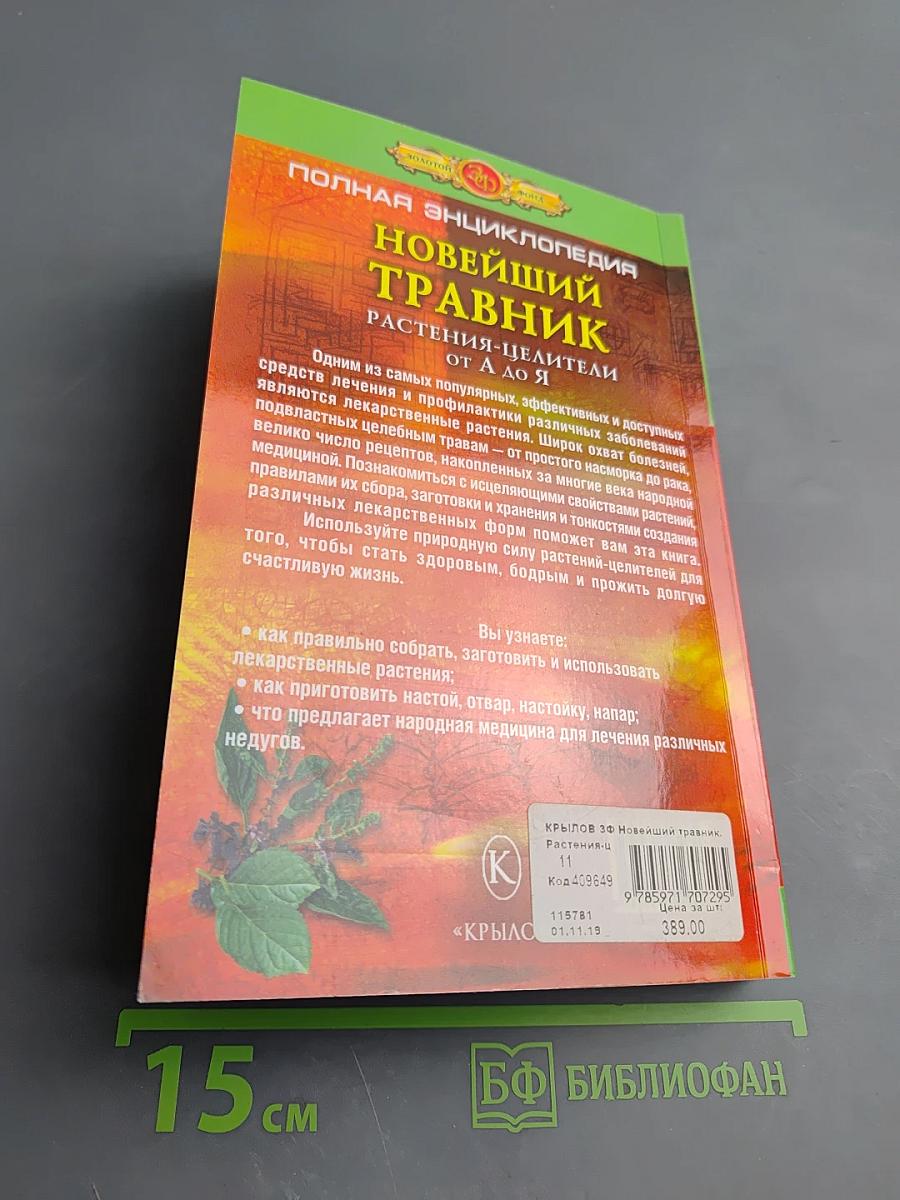 ЗОЛОТОЙ ЗФ ФОНД
ПОЛНАЯ ЭНЦИКЛОПЕДИЯ
НОВЕЙШИЙ
ТРАВНИК
РАСТЕНИЯ-ЦЕЛИТЕЛИ
ОТ А ДО Я
Одним из самых популярных, эффективных и доступных
средств лечения и профилактики различных заболеваний
являются лекарственные растения. Широк охват болезней,
подвластных целебным травам — от простого насморка до рака,
велико число рецептов, накопленных за многие века народной
медициной. Познакомиться с исцеляющими свойствами растений,
правилами их сбора, заготовки и хранения и тонкостями создания
различных лекарственных форм поможет вам эта книга.
Используйте природную силу растений-целителей для
того, чтобы стать здоровым, бодрым и прожить долгую
счастливую жизнь.
Вы узнаете:
• как правильно собрать, заготовить и использовать
лекарственные растения;
• как приготовить настой, отвар, настойку, напар;
• что предлагает народная медицина для лечения различных
недугов.
К
«КРЫЛО
КРЫЛОВ ЗФ Новейший травник.
Растения-ц
11
Код 409649
9 785971 707295
Цена за шт:
115781
01.11.19
389.00
15 см
БФ БИБЛИОФАН